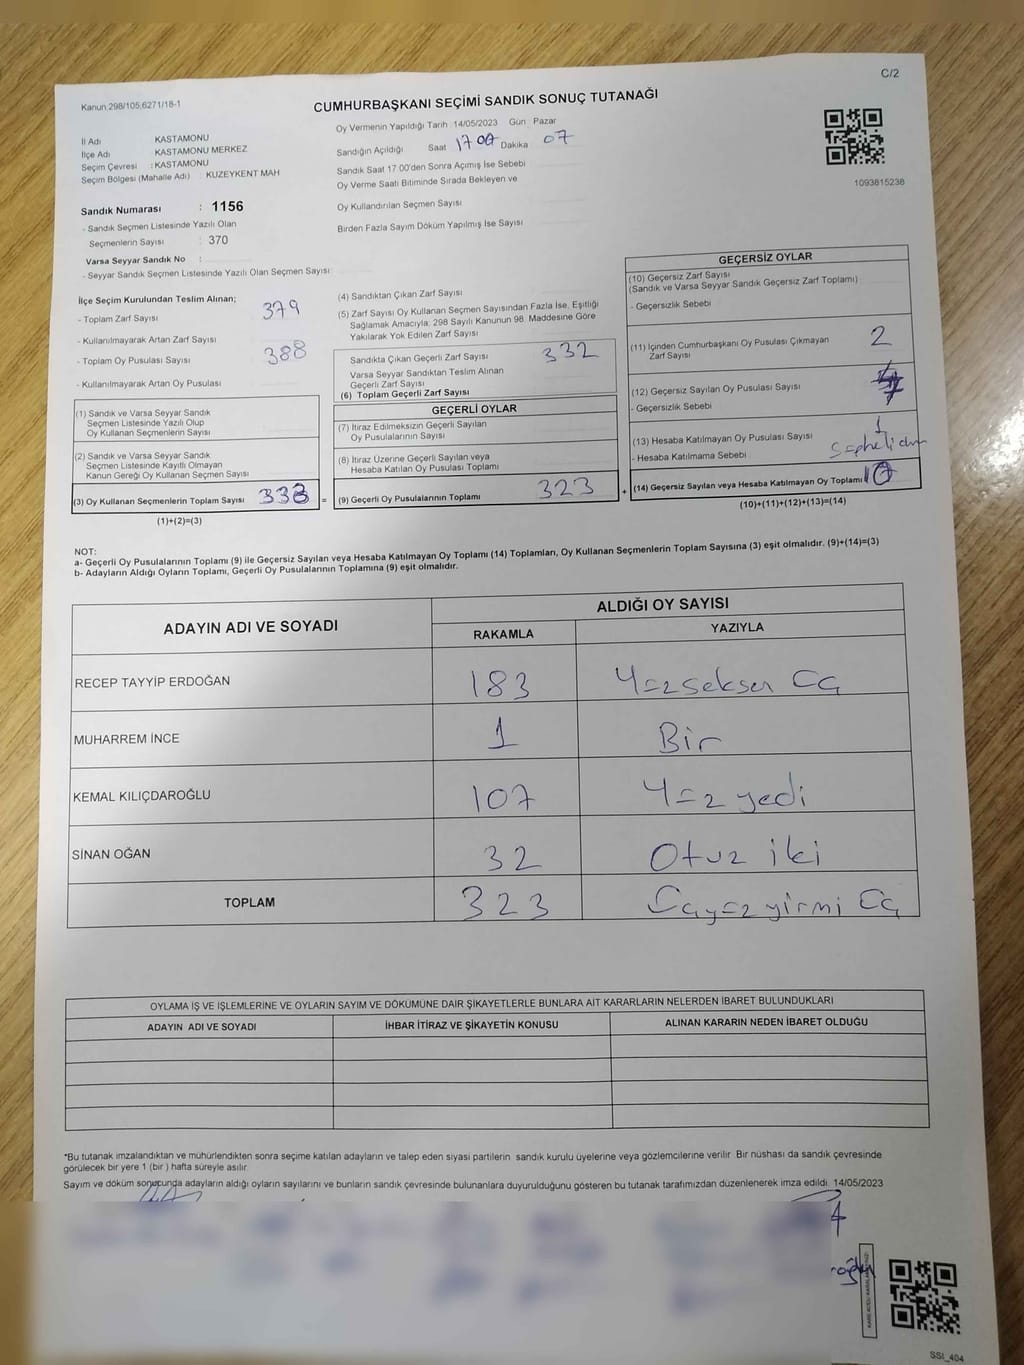 C/2
Kanun,298/105,6271/18-1
CUMHURBAŞKANI SEÇİMİ SANDIK SONUÇ TUTANAĞI
İl Adı KASTAMONU
İlçe Adı KASTAMONU MERKEZ
Seçim Çevresi : KASTAMONU
Seçim Bölgesi (Mahalle Adı) : KUZEYKENT MAH
Sandık Numarası : 1156
- Sandık Seçmen Listesinde Yazılı Olan
Seçmenlerin Sayısı : 370
Varsa Seyyar Sandık No :
- Seyyar Sandık Seçmen Listesinde Yazılı Olan Seçmen Sayısı:
Oy Vermenin Yapıldığı Tarih 14/05/2023 Gün Pazar
Sandığın Açıldığı Saat 17 00 Dakika 07
Sandık Saat 17 00'den Sonra Açımış İse Sebebi
Oy Verme Saati Bitiminde Sırada Bekleyen ve
Oy Kullandırılan Seçmen Sayısı
Birden Fazla Sayım Döküm Yapılmış İse Sayısı
1093815238
İlçe Seçim Kurulundan Teslim Alınan;
- Toplam Zarf Sayısı 379
- Kullanılmayarak Artan Zarf Sayısı
- Toplam Oy Pusulası Sayısı 388
- Kullanılmayarak Artan Oy Pusulası
(1) Sandık ve Varsa Seyyar Sandık
Seçmen Listesinde Yazılı Olup
Oy Kullanan Seçmenlerin Sayısı
(2) Sandık ve Varsa Seyyar Sandık
Seçmen Listesinde Kayıtlı Olmayan
Kanun Gereği Oy Kullanan Seçmen Sayısı
(3) Oy Kullanan Seçmenlerin Toplam Sayısı 333 =
(1)+(2)=(3)
(4) Sandıktan Çıkan Zarf Sayısı
(5) Zarf Sayısı Oy Kullanan Seçmen Sayısından Fazla İse, Eşitliği
Sağlamak Amacıyla; 298 Sayılı Kanunun 98. Maddesine Göre
Yakılarak Yok Edilen Zarf Sayısı
Sandıkta Çıkan Geçerli Zarf Sayısı 332
Varsa Seyyar Sandıktan Teslim Alınan
Geçerli Zarf Sayısı
(6) Toplam Geçerli Zarf Sayısı
GEÇERLİ OYLAR
(7) İtiraz Edilmeksizin Geçerli Sayılan
Oy Pusulalarının Sayısı
(8) İtiraz Üzerine Geçerli Sayılan veya
Hesaba Katılan Oy Pusulası Toplamı
(9) Geçerli Oy Pusulalarının Toplamı 323 +
GEÇERSİZ OYLAR
(10) Geçersiz Zarf Sayısı
(Sandık ve Varsa Seyyar Sandık Geçersiz Zarf Toplamı)
- Geçersizlik Sebebi
(11) İçinden Cumhurbaşkanı Oy Pusulası Çıkmayan
Zarf Sayısı 2
(12) Geçersiz Sayılan Oy Pusulası Sayısı
- Geçersizlik Sebebi
(13) Hesaba Katılmayan Oy Pusulası Sayısı 1
- Hesaba Katılmama Sebebi
(14) Geçersiz Sayılan veya Hesaba Katılmayan Oy Toplamı 10
(10)+(11)+(12)+(13)=(14)
NOT:
a- Geçerli Oy Pusulalarının Toplamı (9) ile Geçersiz Sayılan veya Hesaba Katılmayan Oy Toplamı (14) Toplamları, Oy Kullanan Seçmenlerin Toplam Sayısına (3) eşit olmalıdır. (9)+(14)=(3)
b- Adayların Aldığı Oyların Toplamı, Geçerli Oy Pusulalarının Toplamına (9) eşit olmalıdır.
ADAYIN ADI VE SOYADI
ALDIĞI OY SAYISI
RAKAMLA YAZIYLA
RECEP TAYYİP ERDOĞAN 183 Yüzseksen üç
MUHARREM İNCE 1 Bir
KEMAL KILIÇDAROĞLU 107 Yüz yedi
SİNAN OĞAN 32 Otuz iki
TOPLAM 323 Üçyüz yirmi üç
OYLAMA İŞ VE İŞLEMLERİNE VE OYLARIN SAYIM VE DÖKÜMÜNE DAİR ŞİKAYETLERLE BUNLARA AİT KARARLARIN NELERDEN İBARET BULUNDUKLARI
ADAYIN ADI VE SOYADI İHBAR İTİRAZ VE ŞİKAYETİN KONUSU ALINAN KARARIN NEDEN İBARET OLDUĞU
*Bu tutanak imzalandıktan ve mühürlendikten sonra seçime katılan adayların ve talep eden siyasi partilerin sandık kurulu üyelerine veya gözlemcilerine verilir. Bir nüshası da sandık çevresinde
görülecek bir yere 1 (bir) hafta süreyle asılır.
Sayım ve döküm sonucunda adayların aldığı oyların sayılarını ve bunların sandık çevresinde bulunanlara duyurulduğunu gösteren bu tutanak tarafımızdan düzenlenerek imza edildi. 14/05/2023
SSI_404